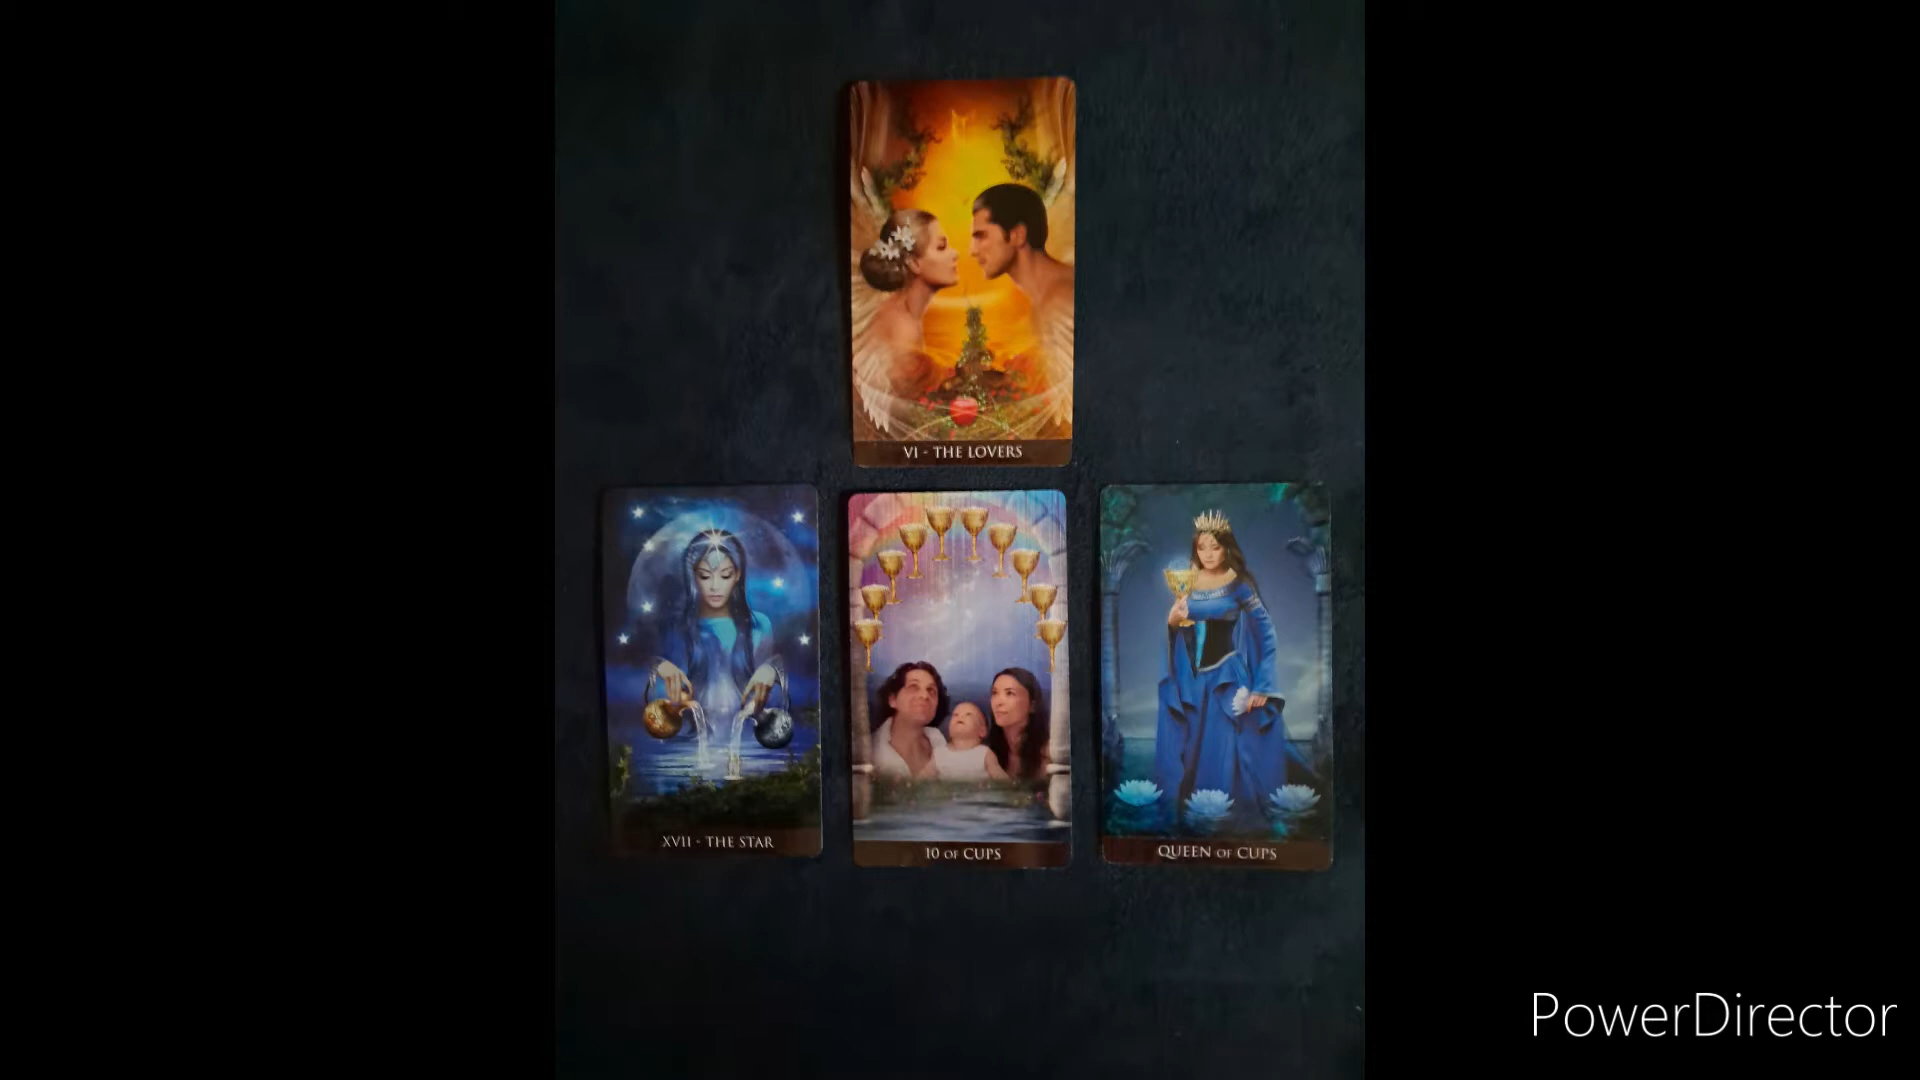 VI - THE LOVERS
XVII - THE STAR
10 OF CUPS
QUEEN OF CUPS
PowerDirector